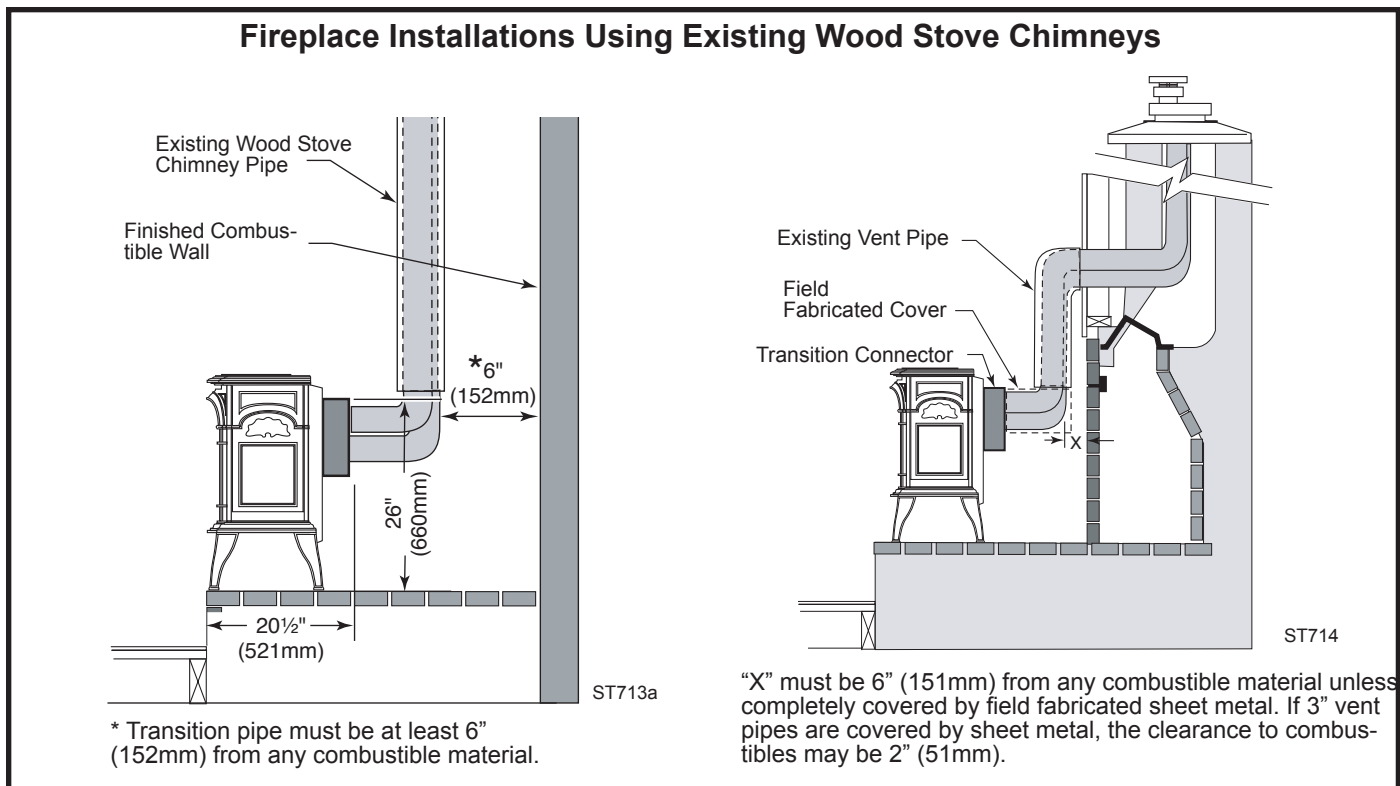 Fireplace Installations Using Existing Wood Stove Chimneys
Existing Wood Stove
Chimney Pipe
Finished Combus-
tible Wall
*6"
(152mm)
26"
(660mm)
20½"
(521mm)
ST713a
* Transition pipe must be at least 6”
(152mm) from any combustible material.
Existing Vent Pipe
Field
Fabricated Cover
Transition Connector
X
ST714
“X” must be 6” (151mm) from any combustible material unless
completely covered by field fabricated sheet metal. If 3” vent
pipes are covered by sheet metal, the clearance to combus-
tibles may be 2” (51mm).